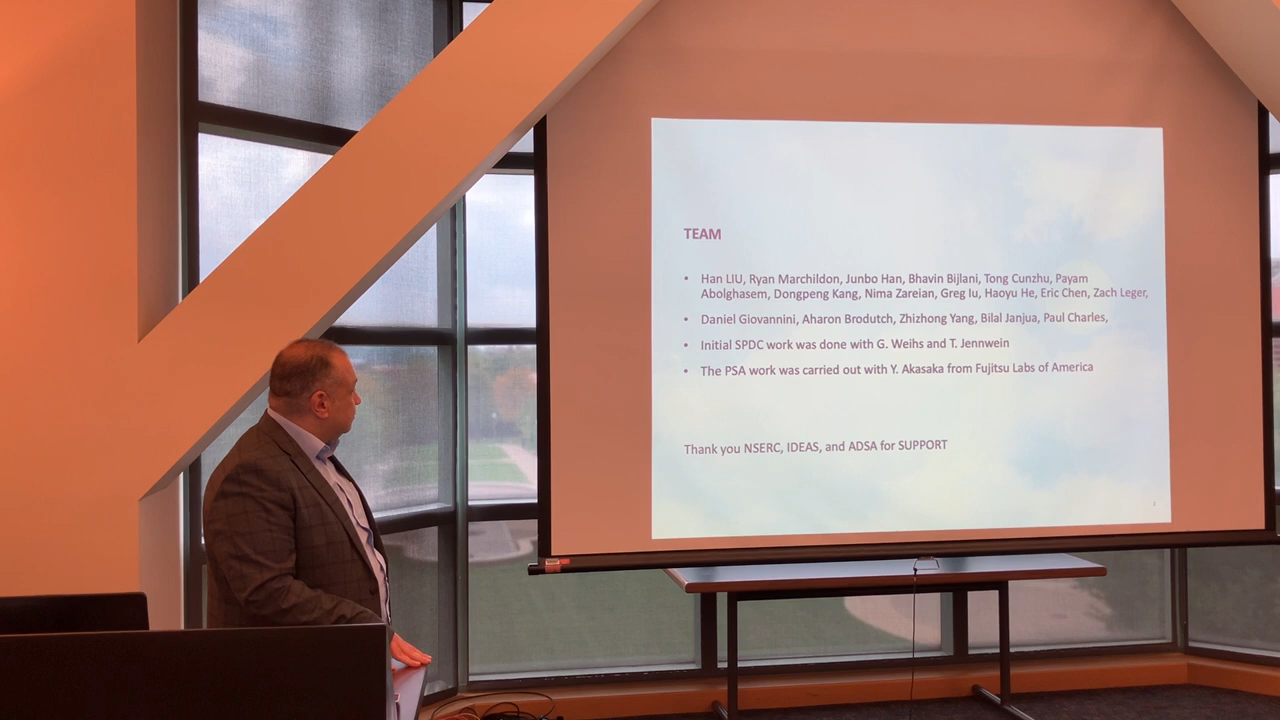 TEAM
• Han LIU, Ryan Marchildon, Junbo Han, Bhavin Bijlani, Tong Cunzhu, Payam
Abolghasem, Dongpeng Kang, Nima Zareian, Greg Iu, Haoyu He, Eric Chen, Zach Leger,
• Daniel Giovannini, Aharon Brodutch, Zhizhong Yang, Bilal Janjua, Paul Charles,
• Initial SPDC work was done with G. Weihs and T. Jennwein
• The PSA work was carried out with Y. Akasaka from Fujitsu Labs of America
Thank you NSERC, IDEAS, and ADSA for SUPPORT